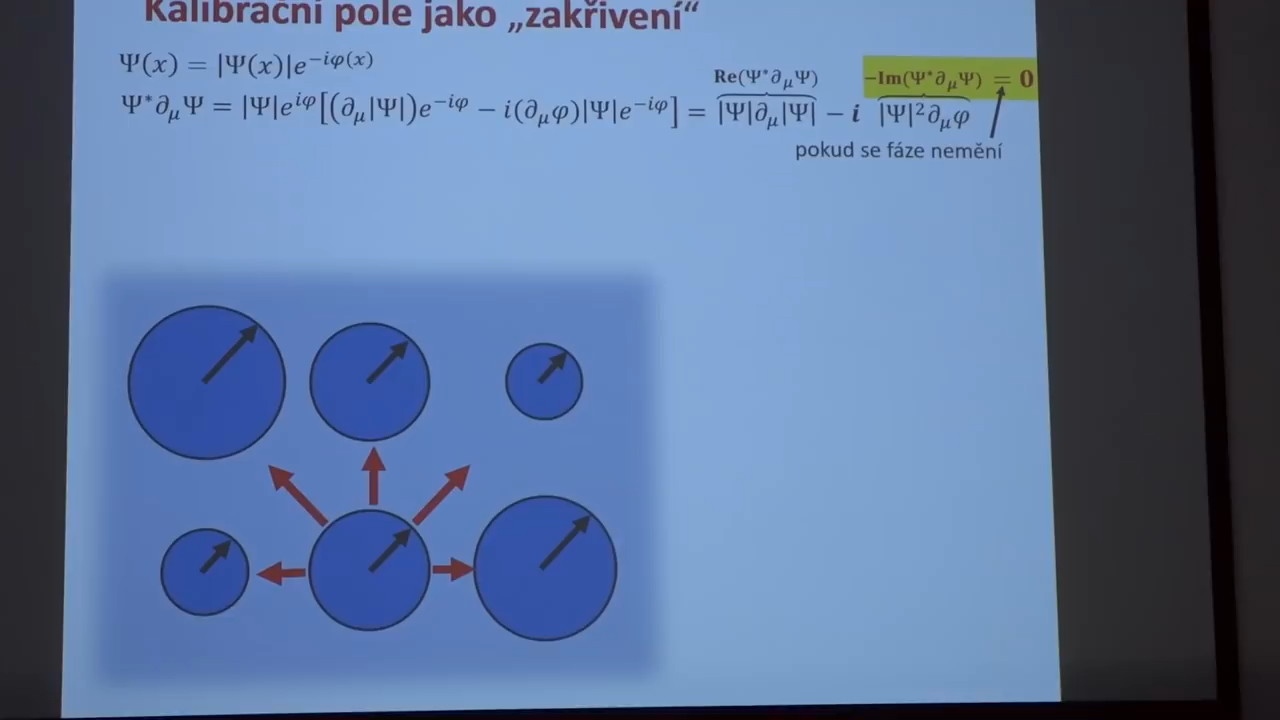 Kalibrační pole jako „zakřivení“
Ψ(x) = |Ψ(x)|e^{−iφ(x)}
Re(Ψ*∂_μΨ) −Im(Ψ*∂_μΨ) = 0
Ψ*∂_μΨ = |Ψ|e^{iφ}[(∂_μ|Ψ|)e^{−iφ} − i(∂_μφ)|Ψ|e^{−iφ}] = |Ψ|∂_μ|Ψ| − i |Ψ|²∂_μφ
pokud se fáze nemění